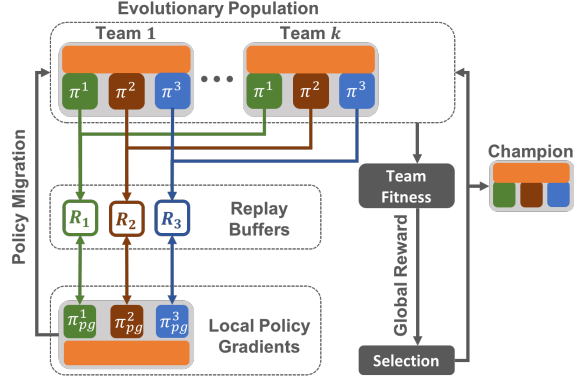 Evolutionary Population
Team 1
Team k
π¹ π² π³
π¹ π² π³
Policy Migration
R₁ R₂ R₃
Replay
Buffers
π¹pg π²pg π³pg
Local Policy
Gradients
Team
Fitness
Global Reward
Selection
Champion